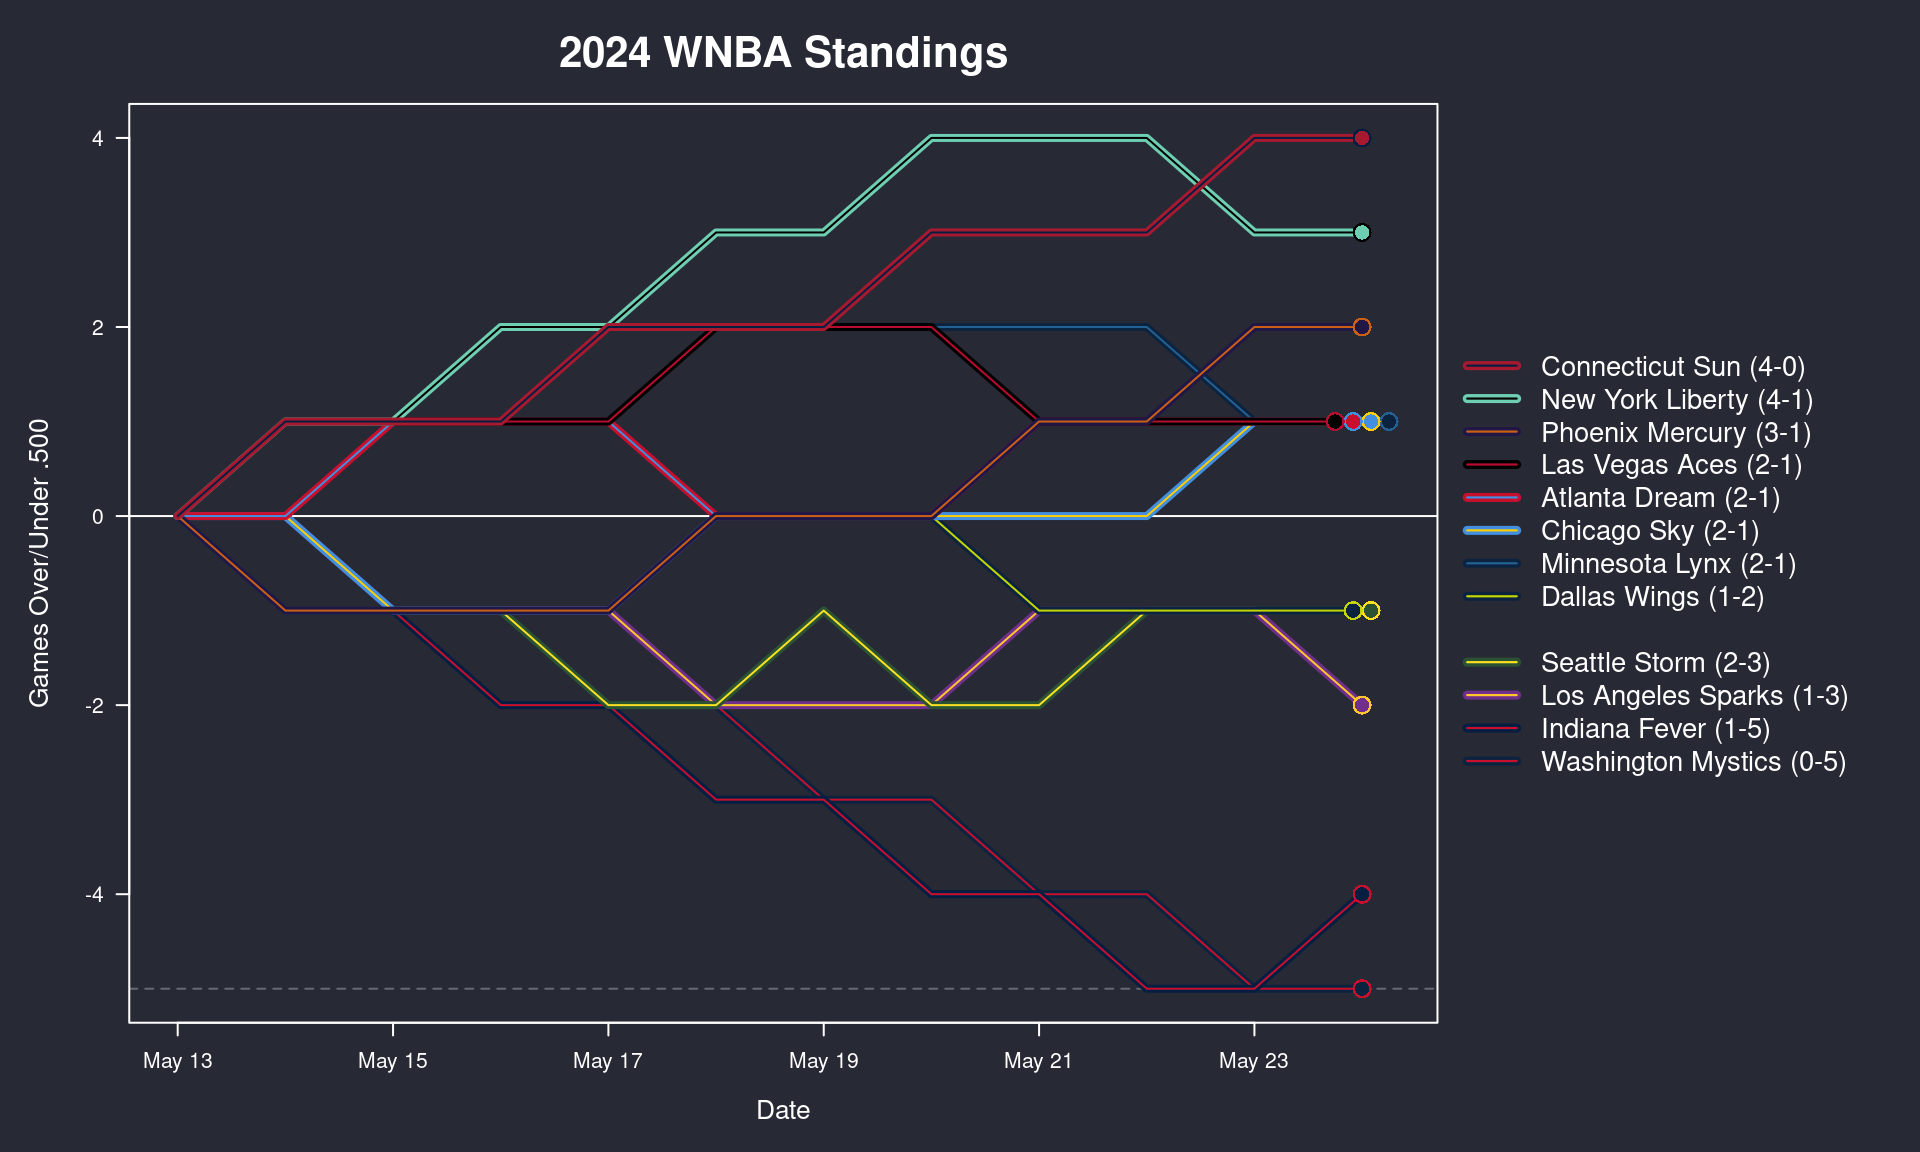 2024 WNBA Standings
Games Over/Under .500
4
2
0
-2
-4
May 13
May 15
May 17
May 19
May 21
May 23
Date
Connecticut Sun (4-0)
New York Liberty (4-1)
Phoenix Mercury (3-1)
Las Vegas Aces (2-1)
Atlanta Dream (2-1)
Chicago Sky (2-1)
Minnesota Lynx (2-1)
Dallas Wings (1-2)
Seattle Storm (2-3)
Los Angeles Sparks (1-3)
Indiana Fever (1-5)
Washington Mystics (0-5)